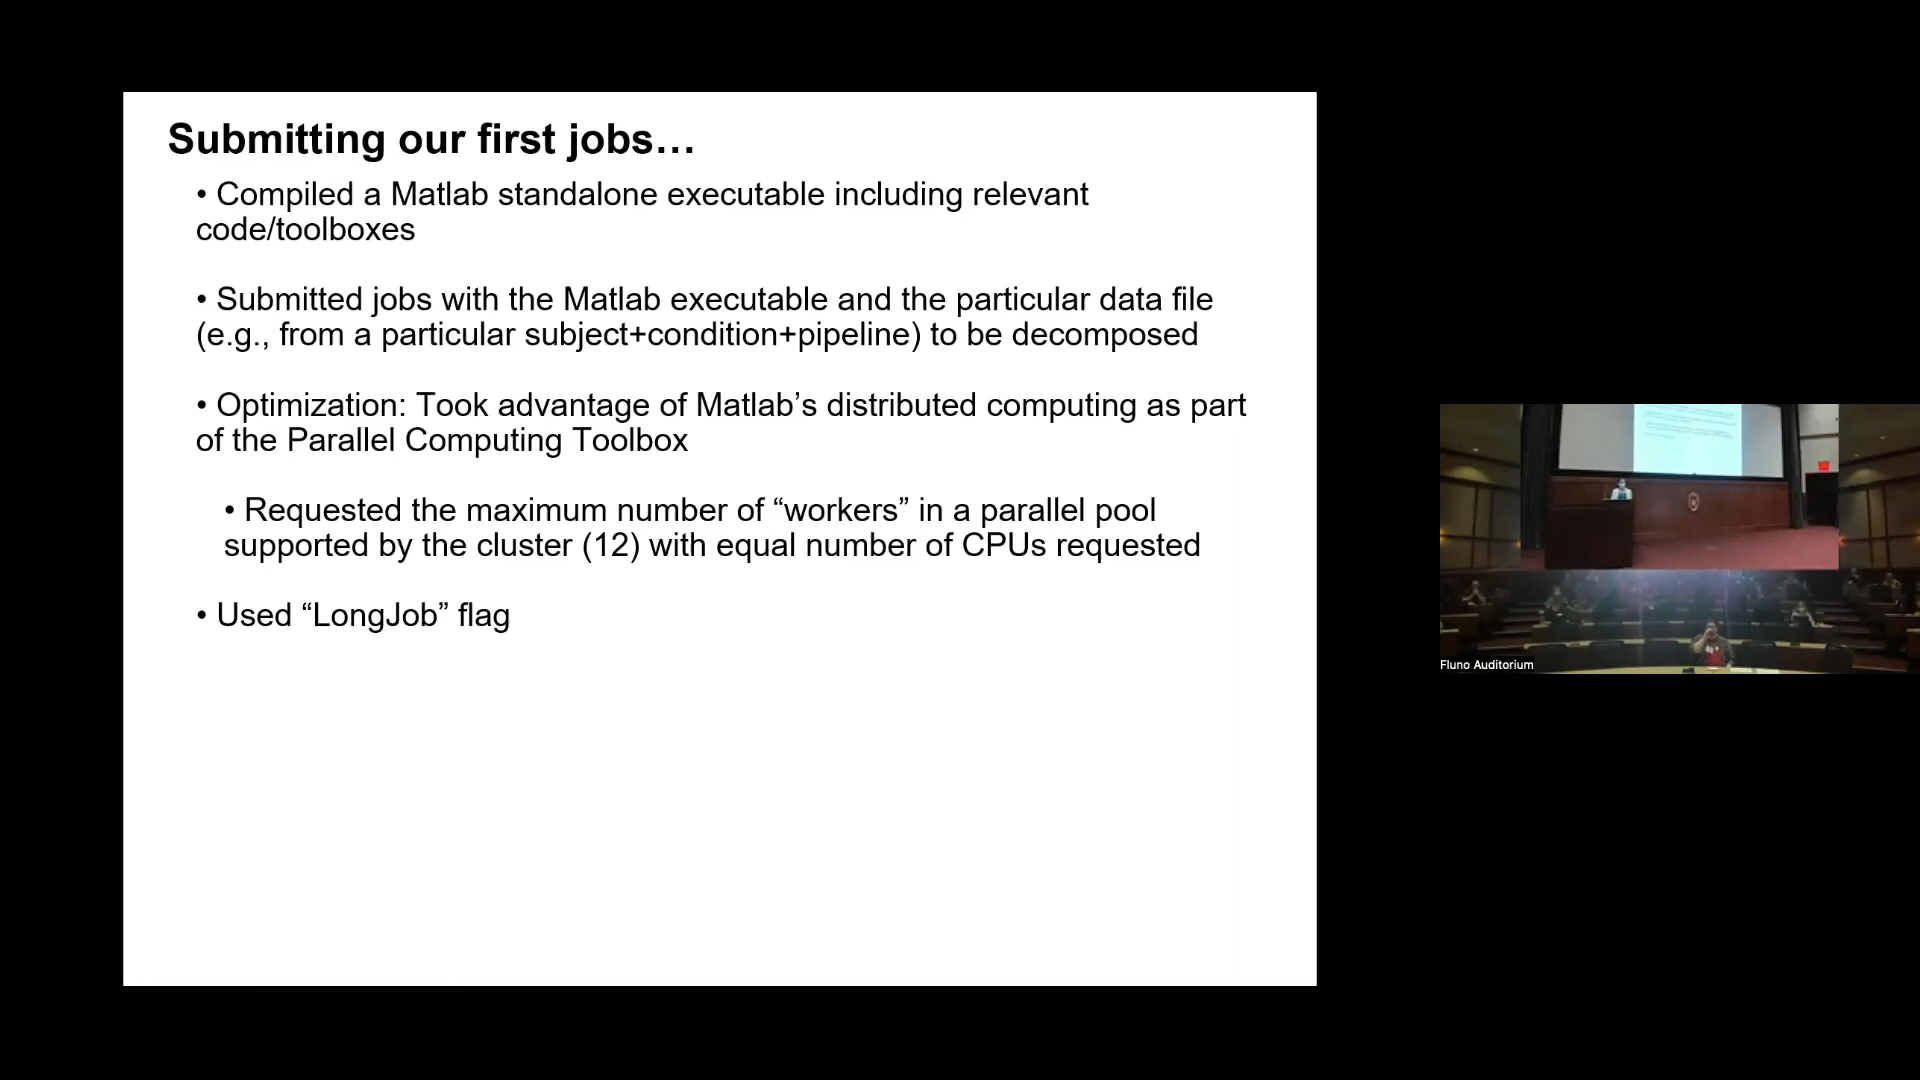 Submitting our first jobs…
• Compiled a Matlab standalone executable including relevant
code/toolboxes
• Submitted jobs with the Matlab executable and the particular data file
(e.g., from a particular subject+condition+pipeline) to be decomposed
• Optimization: Took advantage of Matlab’s distributed computing as part
of the Parallel Computing Toolbox
• Requested the maximum number of “workers” in a parallel pool
supported by the cluster (12) with equal number of CPUs requested
• Used “LongJob” flag
Fluno Auditorium